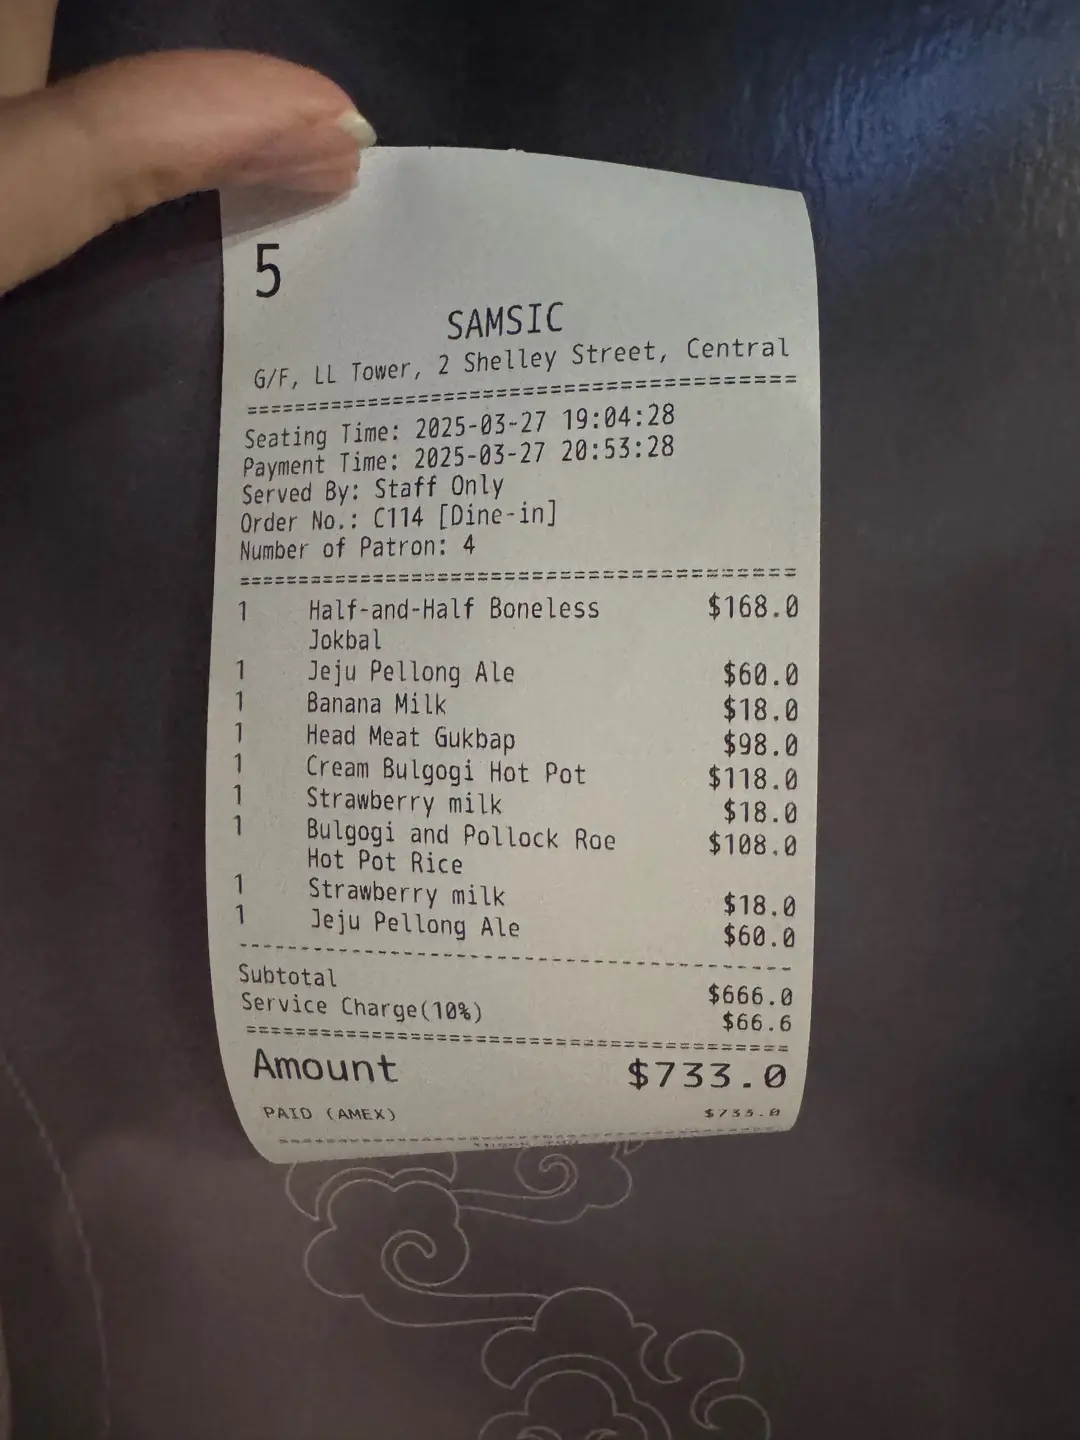 5
SAMSIC
G/F, LL Tower, 2 Shelley Street, Central
==========================================
Seating Time: 2025-03-27 19:04:28
Payment Time: 2025-03-27 20:53:28
Served By: Staff Only
Order No.: C114 [Dine-in]
Number of Patron: 4
==========================================
1 Half-and-Half Boneless $168.0
Jokbal
1 Jeju Pellong Ale $60.0
1 Banana Milk $18.0
1 Head Meat Gukbap $98.0
1 Cream Bulgogi Hot Pot $118.0
1 Strawberry milk $18.0
1 Bulgogi and Pollock Roe $108.0
Hot Pot Rice
1 Strawberry milk $18.0
1 Jeju Pellong Ale $60.0
------------------------------------------
Subtotal $666.0
Service Charge(10%) $66.6
==========================================
Amount $733.0
PAID (AMEX) $733.0